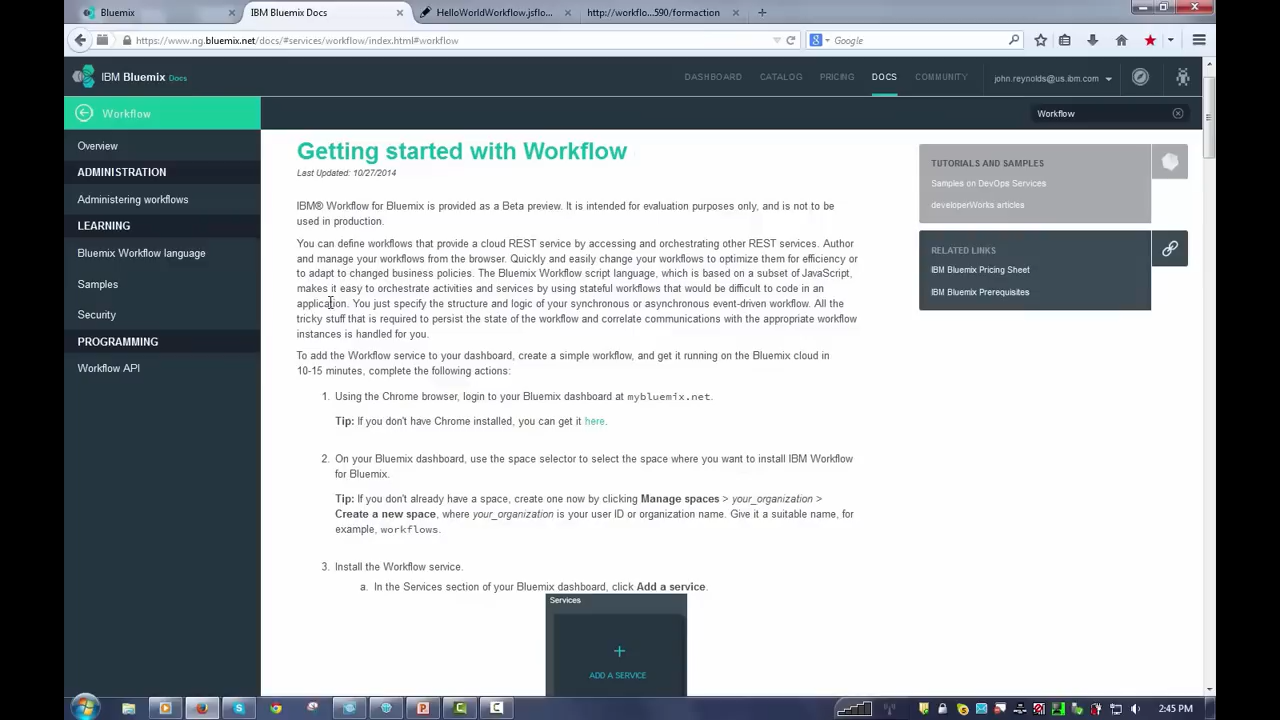 Bluemix
IBM Bluemix Docs
HelloWorldWorkflow.jsflo...
http://workflo...590/formaction
https://www.ng.bluemix.net/docs/#services/workflow/index.html#workflow
Google
IBM Bluemix Docs
DASHBOARD
CATALOG
PRICING
DOCS
COMMUNITY
john.reynolds@us.ibm.com
Workflow
Workflow
Overview
ADMINISTRATION
Administering workflows
LEARNING
Bluemix Workflow language
Samples
Security
PROGRAMMING
Workflow API
Getting started with Workflow
Last Updated: 10/27/2014
IBM® Workflow for Bluemix is provided as a Beta preview. It is intended for evaluation purposes only, and is not to be
used in production.
You can define workflows that provide a cloud REST service by accessing and orchestrating other REST services. Author
and manage your workflows from the browser. Quickly and easily change your workflows to optimize them for efficiency or
to adapt to changed business policies. The Bluemix Workflow script language, which is based on a subset of JavaScript,
makes it easy to orchestrate activities and services by using stateful workflows that would be difficult to code in an
application. You just specify the structure and logic of your synchronous or asynchronous event-driven workflow. All the
tricky stuff that is required to persist the state of the workflow and correlate communications with the appropriate workflow
instances is handled for you.
To add the Workflow service to your dashboard, create a simple workflow, and get it running on the Bluemix cloud in
10-15 minutes, complete the following actions:
1. Using the Chrome browser, login to your Bluemix dashboard at mybluemix.net.
Tip: If you don't have Chrome installed, you can get it here.
2. On your Bluemix dashboard, use the space selector to select the space where you want to install IBM Workflow
for Bluemix.
Tip: If you don't already have a space, create one now by clicking Manage spaces > your_organization >
Create a new space, where your_organization is your user ID or organization name. Give it a suitable name, for
example, workflows.
3. Install the Workflow service.
a. In the Services section of your Bluemix dashboard, click Add a service.
Services
ADD A SERVICE
TUTORIALS AND SAMPLES
Samples on DevOps Services
developerWorks articles
RELATED LINKS
IBM Bluemix Pricing Sheet
IBM Bluemix Prerequisites
2:45 PM